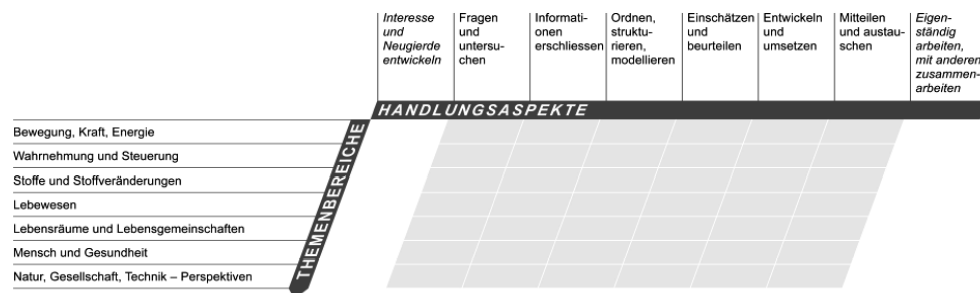 Interesse
und
Neugierde
entwickeln
Fragen
und
untersu-
chen
Informati-
onen
erschliessen
Ordnen,
struktu-
rieren,
modellieren
Einschätzen
und
beurteilen
Entwickeln
und
umsetzen
Mitteilen
und austau-
schen
Eigen-
ständig
arbeiten,
mit anderen
zusammen-
arbeiten
HANDLUNGSASPEKTE
THEMENBEREICHE
Bewegung, Kraft, Energie
Wahrnehmung und Steuerung
Stoffe und Stoffveränderungen
Lebewesen
Lebensräume und Lebensgemeinschaften
Mensch und Gesundheit
Natur, Gesellschaft, Technik – Perspektiven